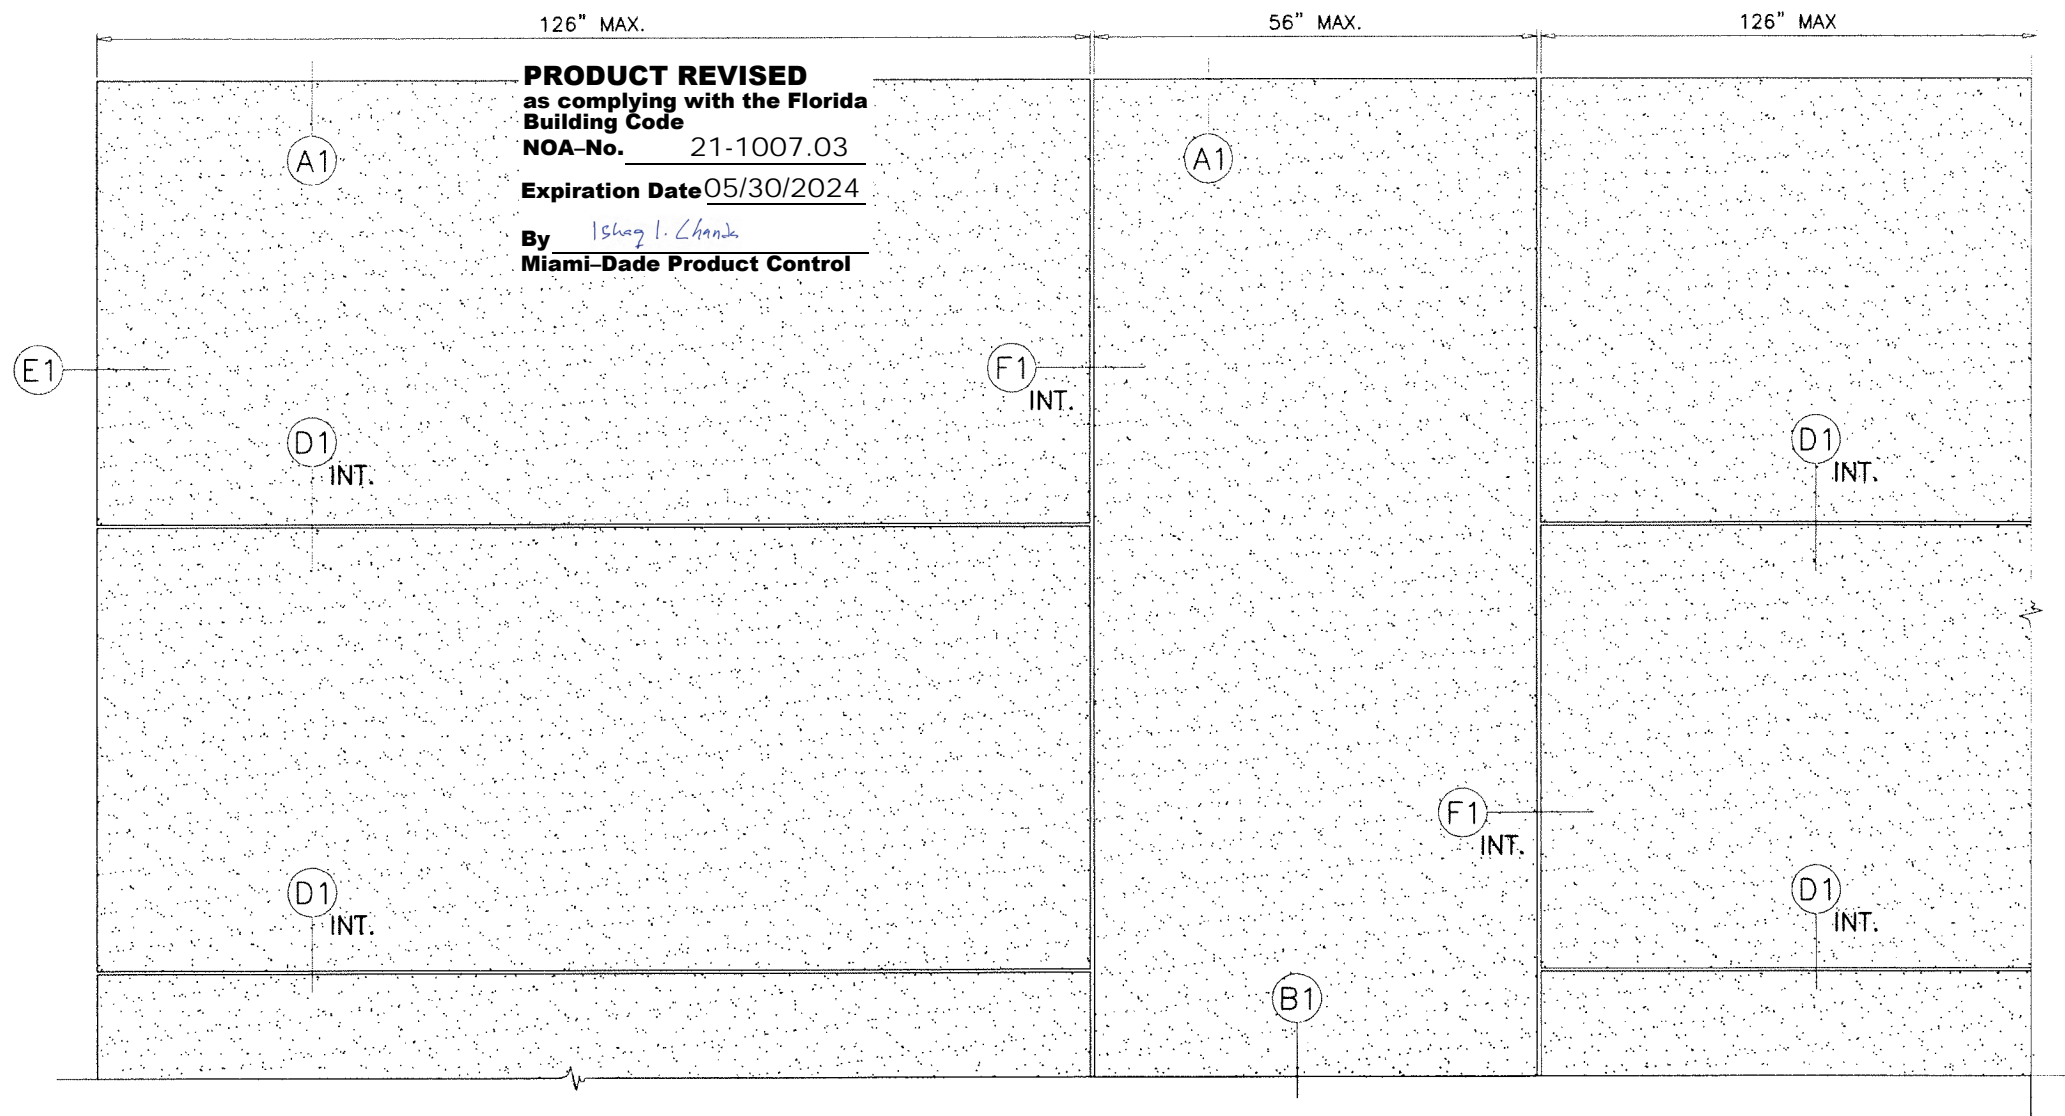 126" MAX.
56" MAX.
126" MAX
PRODUCT REVISED
as complying with the Florida
Building Code
NOA–No. 21-1007.03
Expiration Date 05/30/2024
By Ishaq I. Chanda
Miami–Dade Product Control
A1
A1
E1
F1
INT.
D1
INT.
D1
INT.
F1
INT.
D1
INT.
D1
INT.
B1